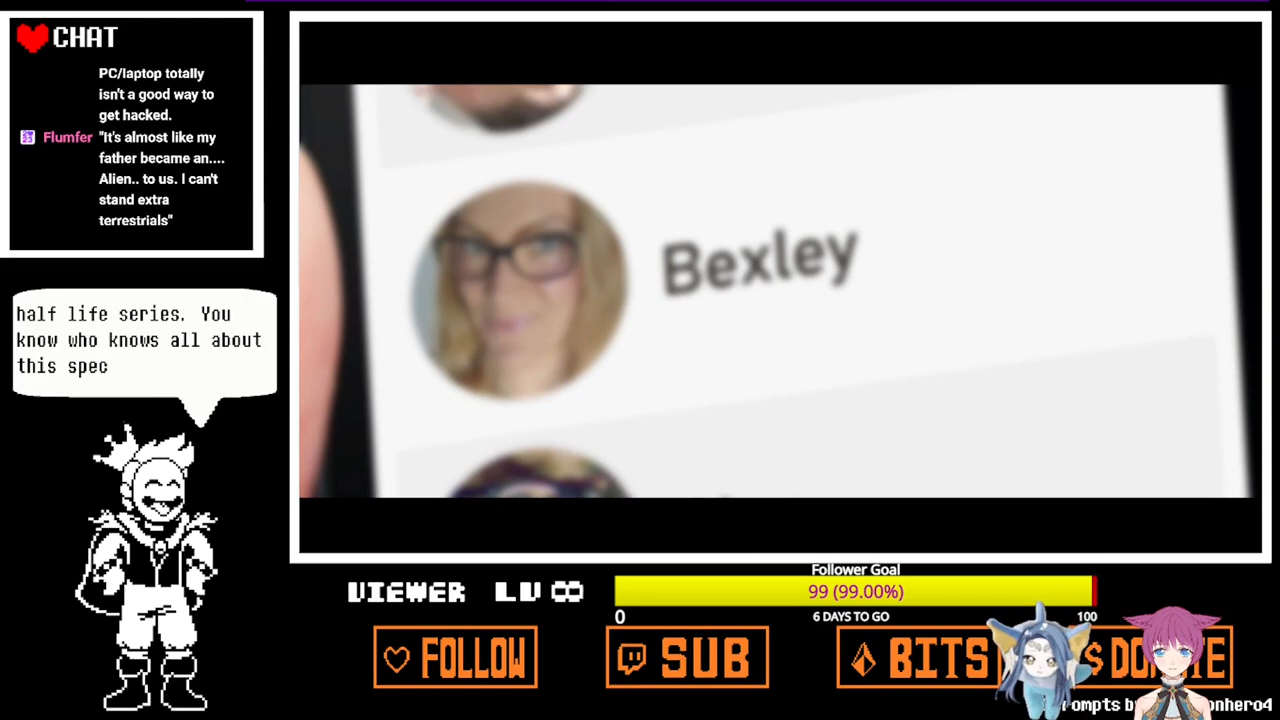 CHAT
PC/laptop totally
isn't a good way to
get hacked.
Flumfer "It's almost like my
father became an....
Alien.. to us. I can't
stand extra
terrestrials"
half life series. You
know who knows all about
this spec
Bexley
VIEWER LV ∞
Follower Goal
99 (99.00%)
0 6 DAYS TO GO 100
FOLLOW
SUB
BITS
$